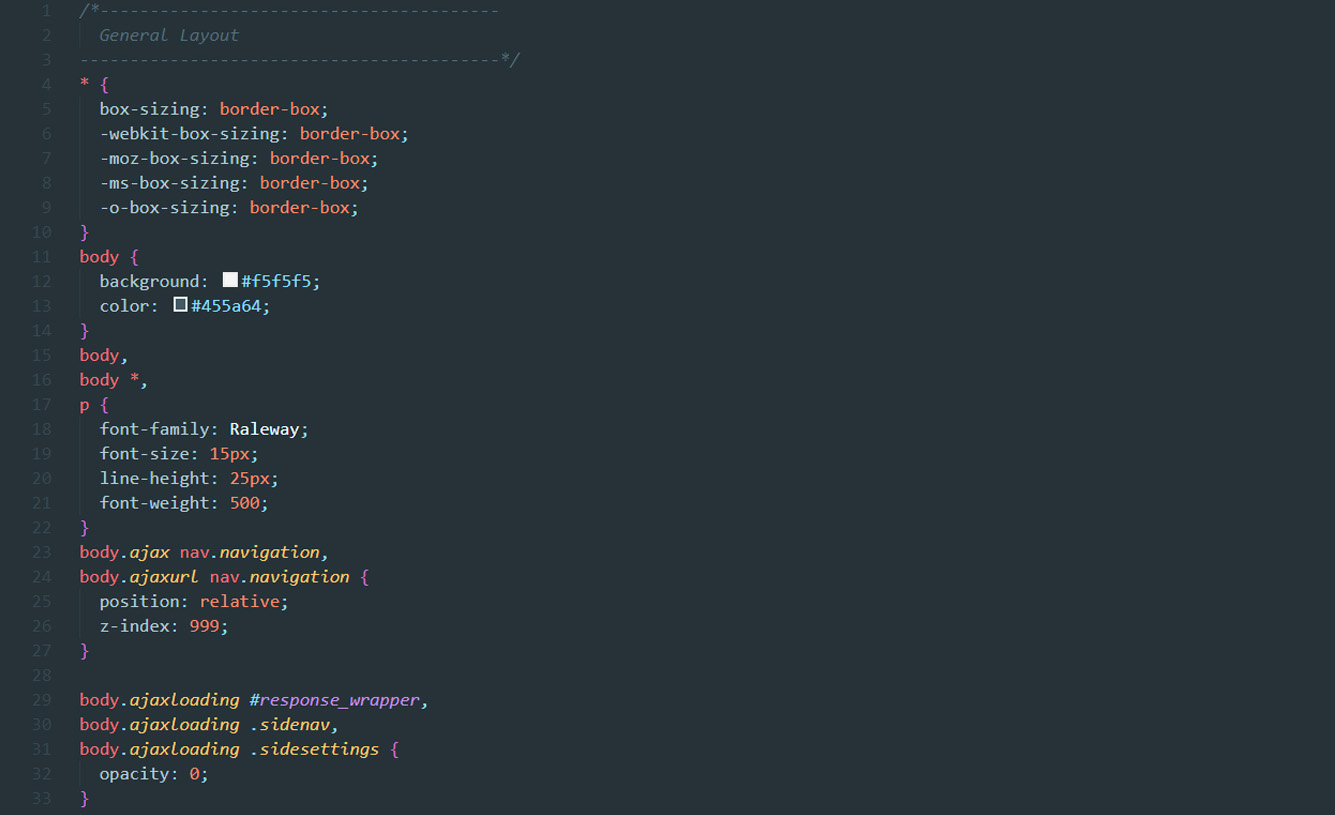 1 /*----------------------------------------
2 General Layout
3 ------------------------------------------*/
4 * {
5 box-sizing: border-box;
6 -webkit-box-sizing: border-box;
7 -moz-box-sizing: border-box;
8 -ms-box-sizing: border-box;
9 -o-box-sizing: border-box;
10 }
11 body {
12 background: #f5f5f5;
13 color: #455a64;
14 }
15 body,
16 body *,
17 p {
18 font-family: Raleway;
19 font-size: 15px;
20 line-height: 25px;
21 font-weight: 500;
22 }
23 body.ajax nav.navigation,
24 body.ajaxurl nav.navigation {
25 position: relative;
26 z-index: 999;
27 }
28
29 body.ajaxloading #response_wrapper,
30 body.ajaxloading .sidenav,
31 body.ajaxloading .sidesettings {
32 opacity: 0;
33 }